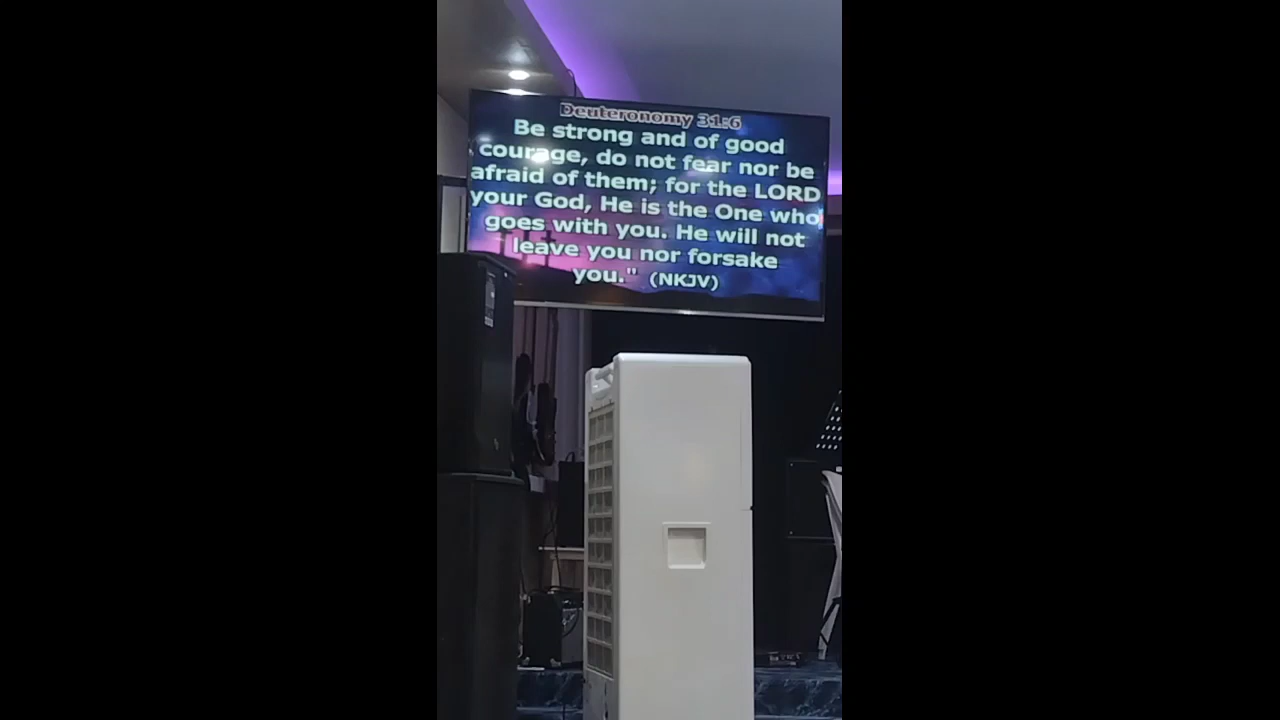 Deuteronomy 31:6
Be strong and of good
courage, do not fear nor be
afraid of them; for the LORD
your God, He is the One who
goes with you. He will not
leave you nor forsake
you." (NKJV)